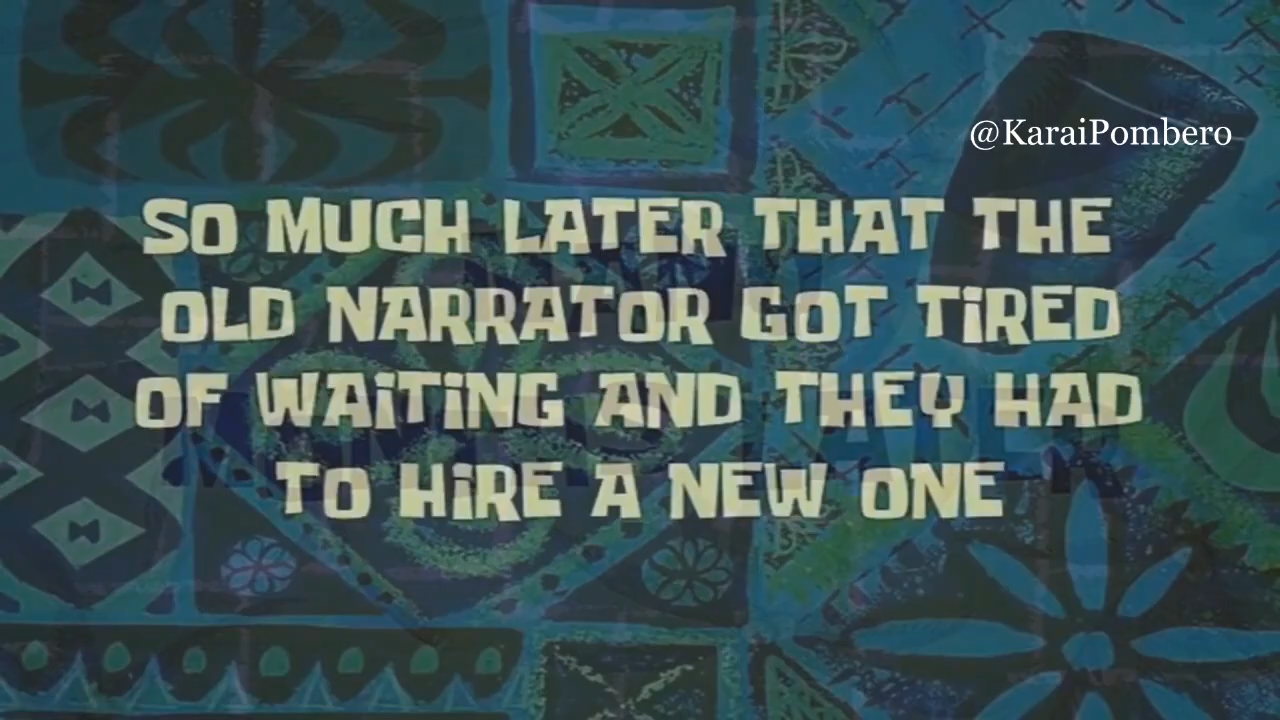 @KaraiPombero
SO MUCH LATER THAT THE
OLD NARRATOR GOT TiRED
OF WAiTiNG AND THEY HAD
TO HiRE A NEW ONE